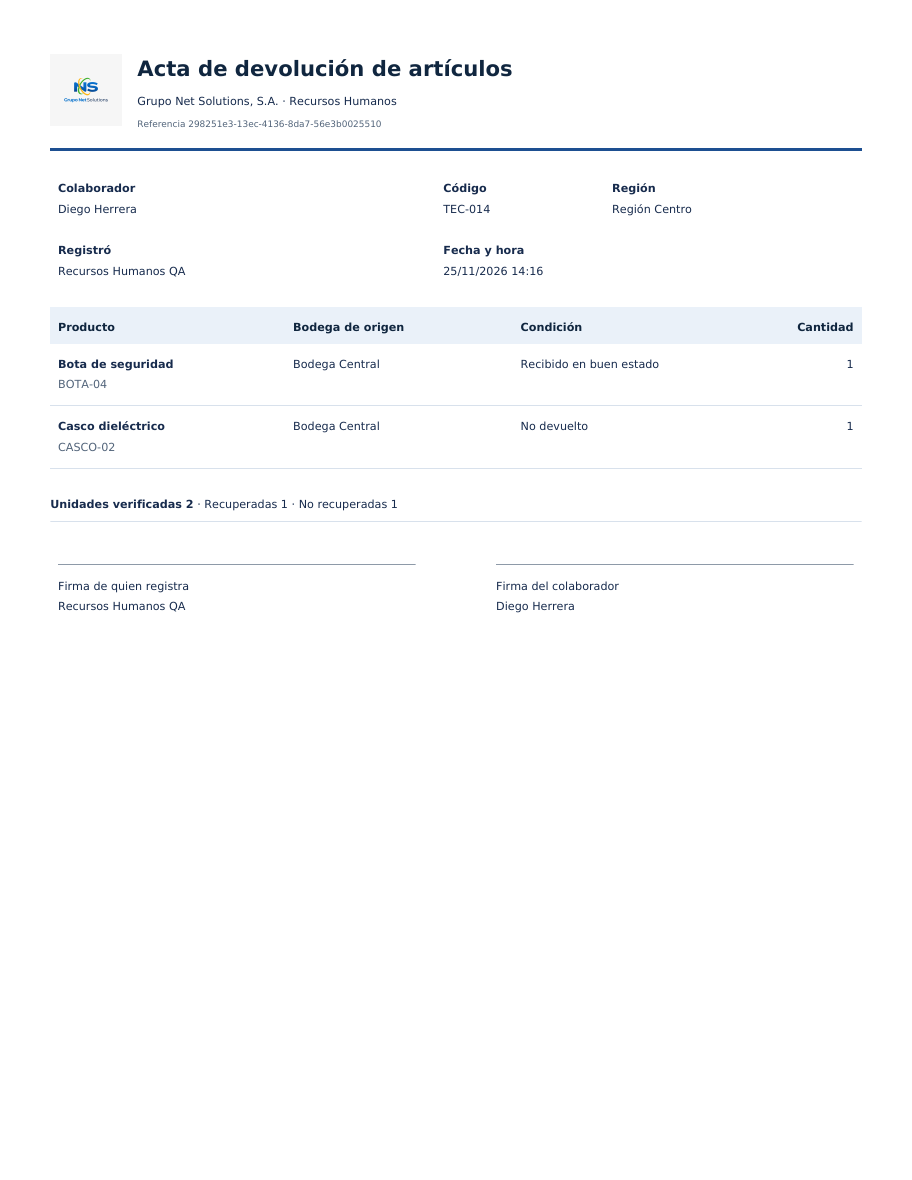 NS
Grupo Net Solutions
Acta de devolución de artículos
Grupo Net Solutions, S.A. · Recursos Humanos
Referencia 298251e3-13ec-4136-8da7-56e3b0025510
Colaborador Código Región
Diego Herrera TEC-014 Región Centro
Registró Fecha y hora
Recursos Humanos QA 25/11/2026 14:16
Producto Bodega de origen Condición Cantidad
Bota de seguridad Bodega Central Recibido en buen estado 1
BOTA-04
Casco dieléctrico Bodega Central No devuelto 1
CASCO-02
Unidades verificadas 2 · Recuperadas 1 · No recuperadas 1
Firma de quien registra Firma del colaborador
Recursos Humanos QA Diego Herrera